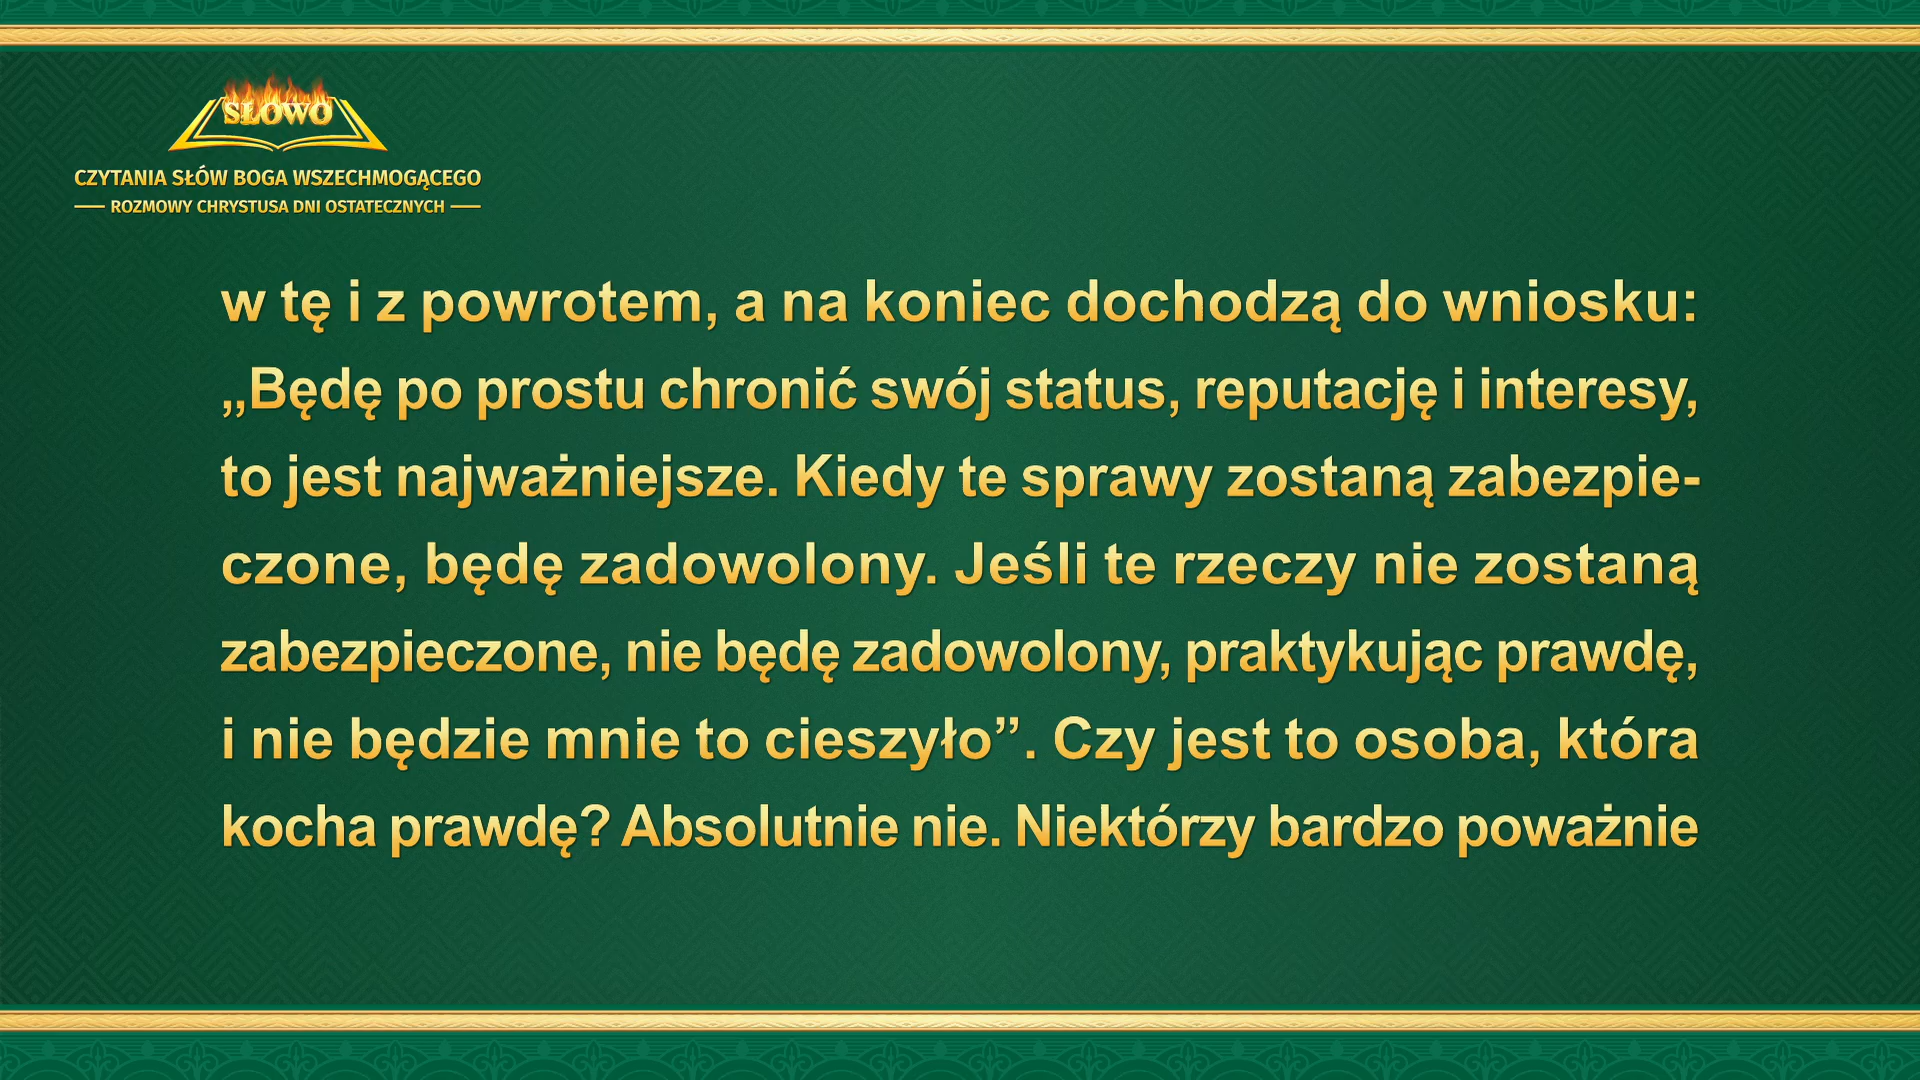 SŁOWO
CZYTANIA SŁÓW BOGA WSZECHMOGĄCEGO
ROZMOWY CHRYSTUSA DNI OSTATECZNYCH
w tę i z powrotem, a na koniec dochodzą do wniosku:
„Będę po prostu chronić swój status, reputację i interesy,
to jest najważniejsze. Kiedy te sprawy zostaną zabezpie-
czone, będę zadowolony. Jeśli te rzeczy nie zostaną
zabezpieczone, nie będę zadowolony, praktykując prawdę,
i nie będzie mnie to cieszyło”. Czy jest to osoba, która
kocha prawdę? Absolutnie nie. Niektórzy bardzo poważnie